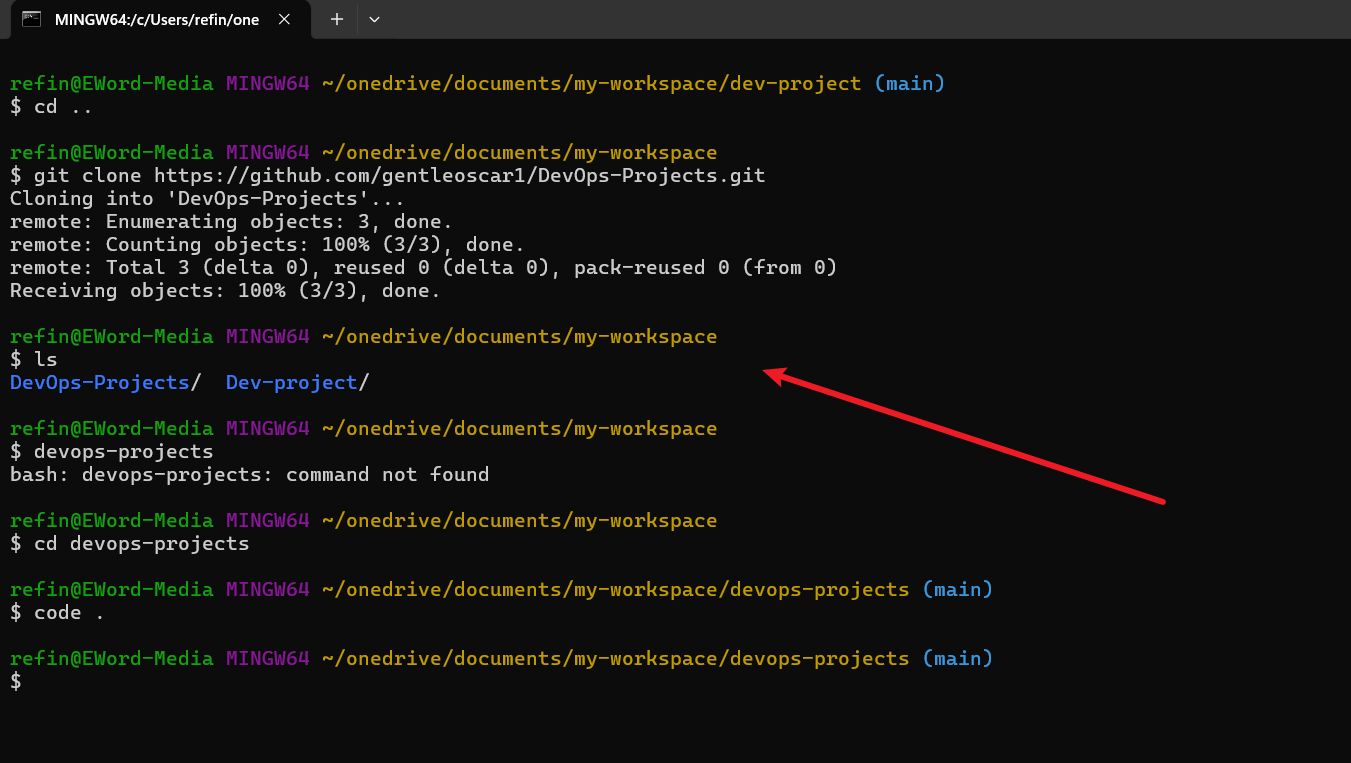 MINGW64:/c/Users/refin/one
refin@EWord-Media MINGW64 ~/onedrive/documents/my-workspace/dev-project (main)
$ cd ..
refin@EWord-Media MINGW64 ~/onedrive/documents/my-workspace
$ git clone https://github.com/gentleoscar1/DevOps-Projects.git
Cloning into 'DevOps-Projects'...
remote: Enumerating objects: 3, done.
remote: Counting objects: 100% (3/3), done.
remote: Total 3 (delta 0), reused 0 (delta 0), pack-reused 0 (from 0)
Receiving objects: 100% (3/3), done.
refin@EWord-Media MINGW64 ~/onedrive/documents/my-workspace
$ ls
DevOps-Projects/  Dev-project/
refin@EWord-Media MINGW64 ~/onedrive/documents/my-workspace
$ devops-projects
bash: devops-projects: command not found
refin@EWord-Media MINGW64 ~/onedrive/documents/my-workspace
$ cd devops-projects
refin@EWord-Media MINGW64 ~/onedrive/documents/my-workspace/devops-projects (main)
$ code .
refin@EWord-Media MINGW64 ~/onedrive/documents/my-workspace/devops-projects (main)
$